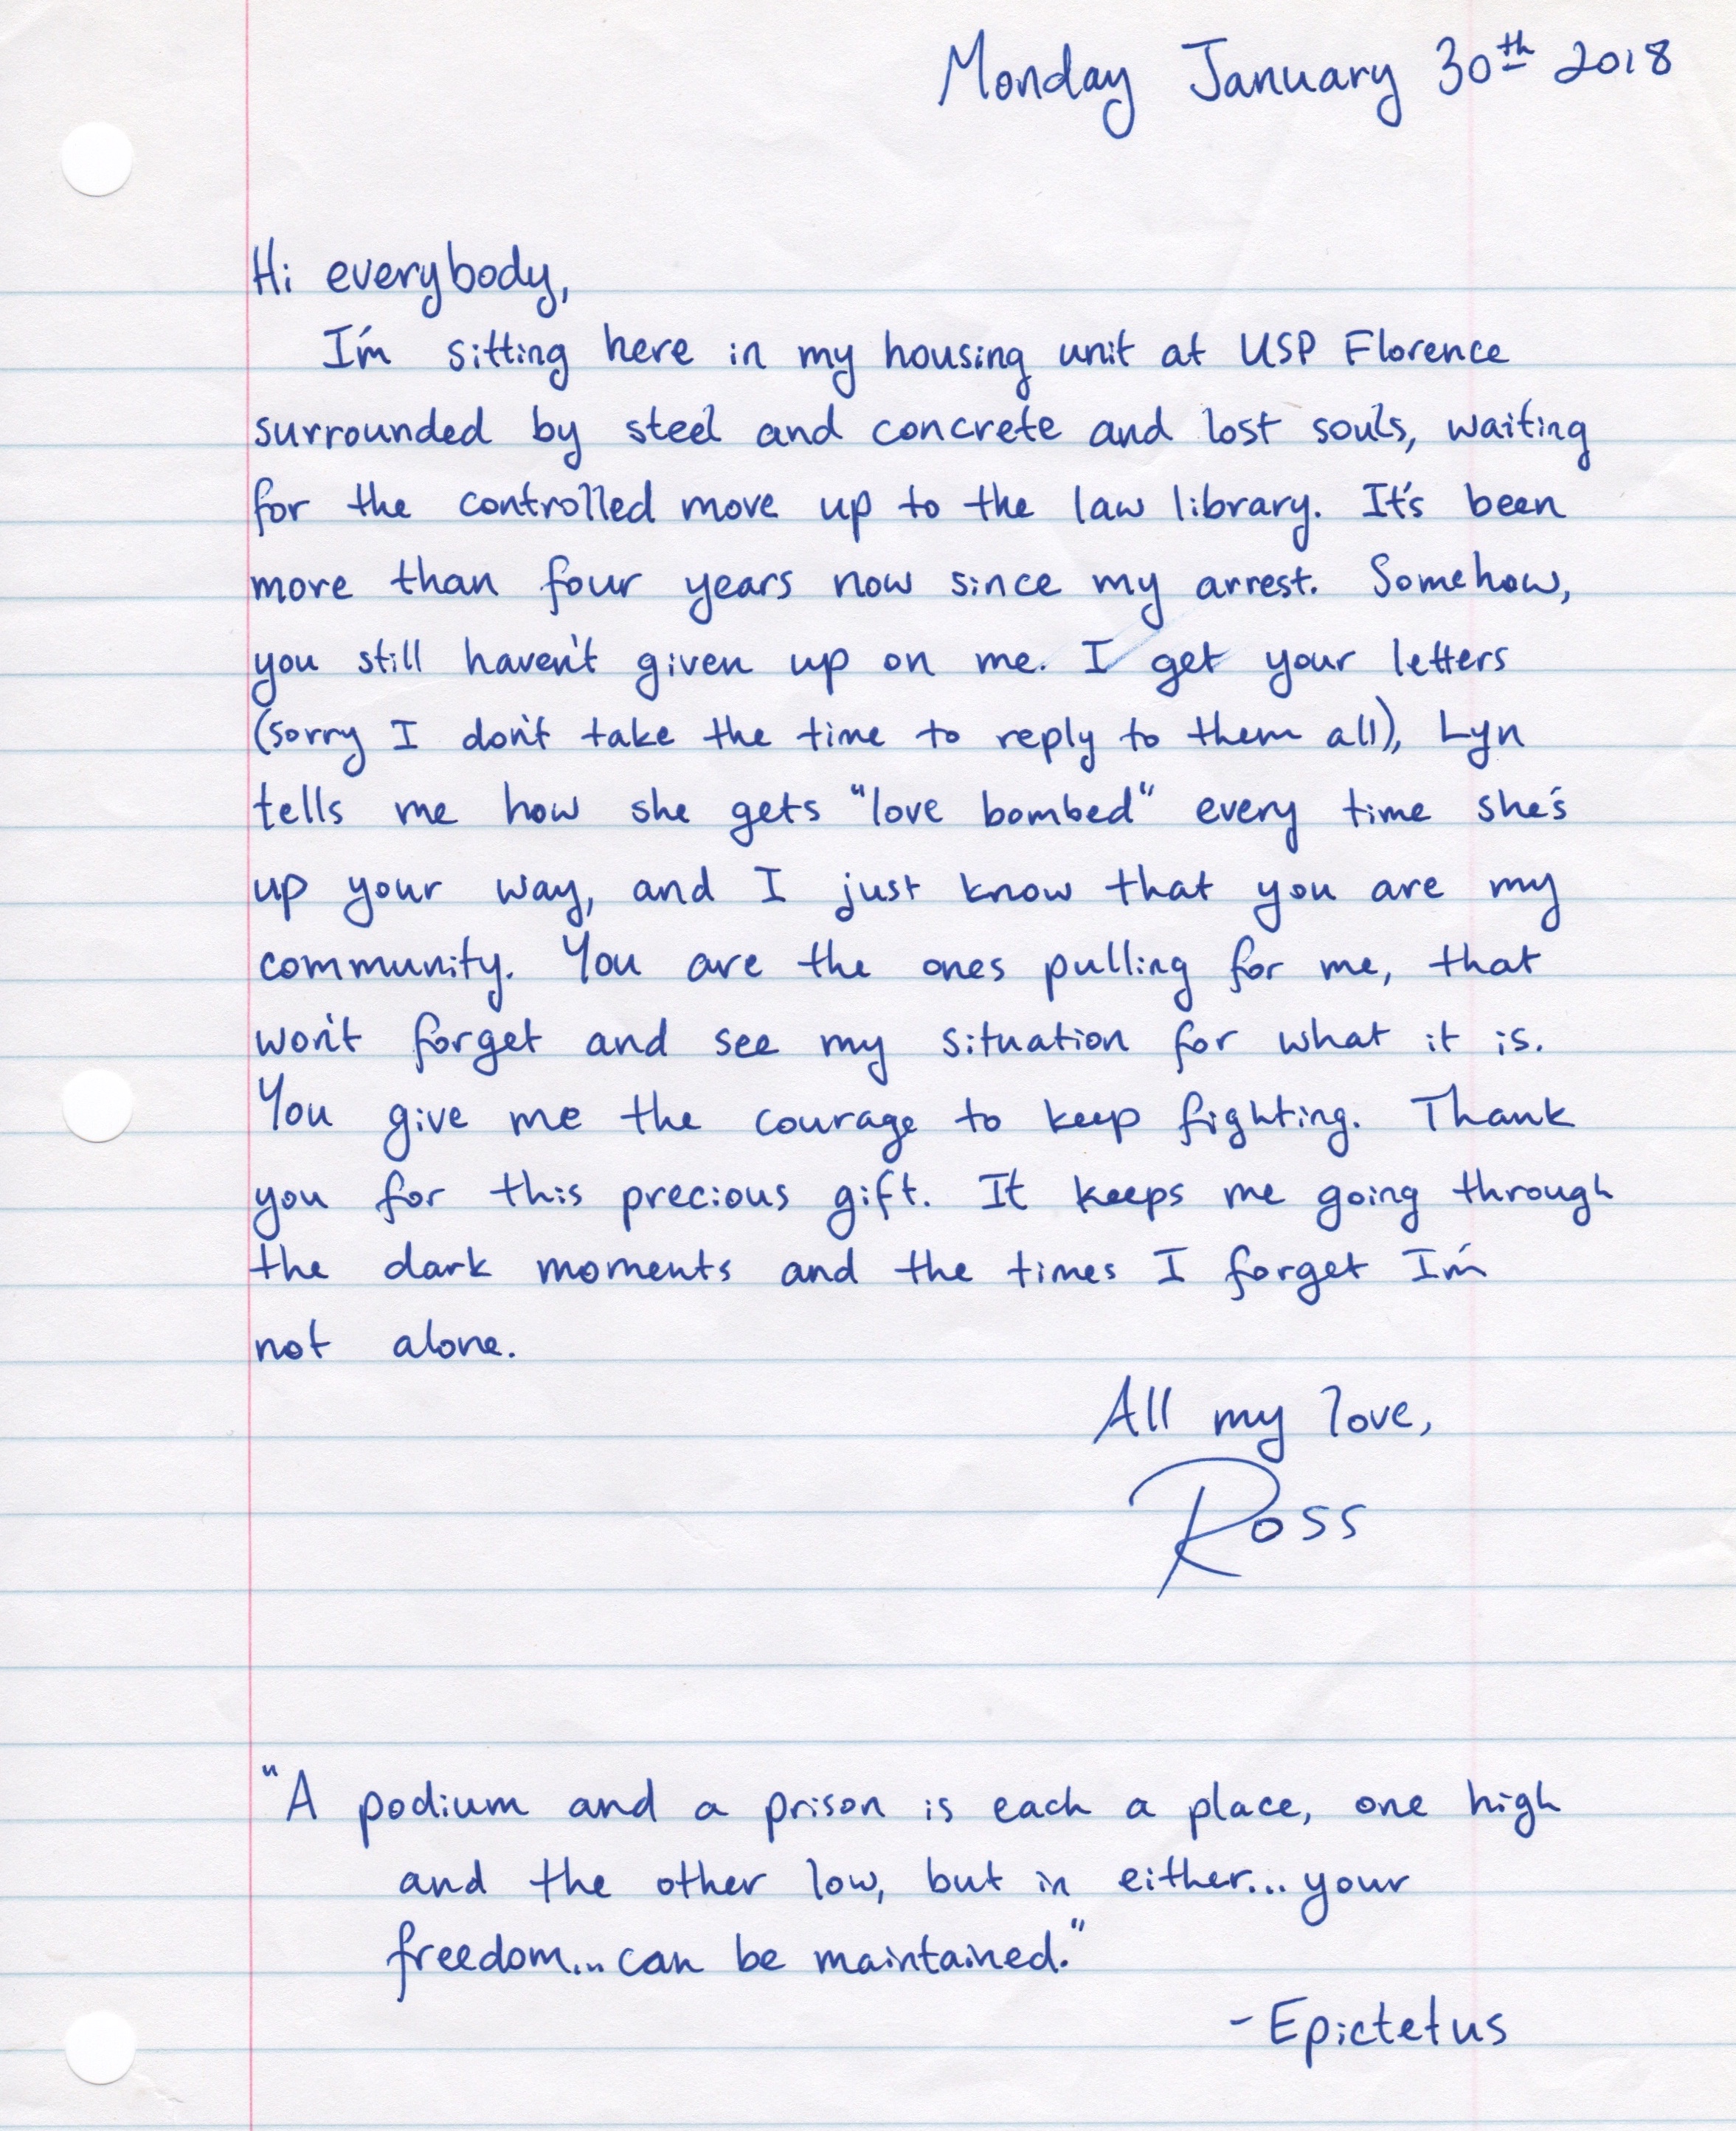 Monday January 30th 2018
Hi everybody,
I'm sitting here in my housing unit at USP Florence
surrounded by steel and concrete and lost souls, waiting
for the controlled move up to the law library. It's been
more than four years now since my arrest. Somehow,
you still haven't given up on me. I get your letters
(sorry I don't take the time to reply to them all), Lyn
tells me how she gets "love bombed" every time she's
up your way, and I just know that you are my
community. You are the ones pulling for me, that
won't forget and see my situation for what it is.
You give me the courage to keep fighting. Thank
you for this precious gift. It keeps me going through
the dark moments and the times I forget I'm
not alone.
All my love,
Ross
"A podium and a prison is each a place, one high
and the other low, but in either... your
freedom... can be maintained."
-Epictetus